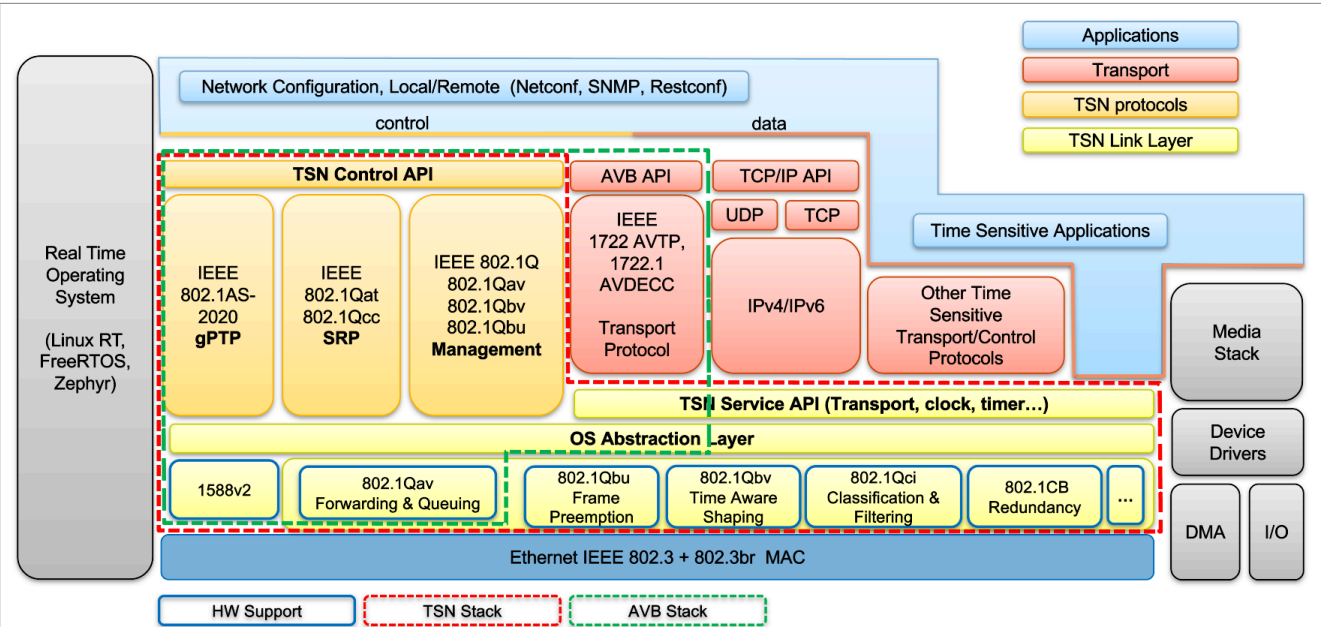 Applications
Transport
TSN protocols
TSN Link Layer
Network Configuration, Local/Remote (Netconf, SNMP, Restconf)
control
data
Real Time
Operating
System
(Linux RT,
FreeRTOS,
Zephyr)
TSN Control API
AVB API
TCP/IP API
UDP
TCP
IEEE
802.1AS-
2020
gPTP
IEEE
802.1Qat
802.1Qcc
SRP
IEEE 802.1Q
802.1Qav
802.1Qbv
802.1Qbu
Management
IEEE
1722 AVTP,
1722.1
AVDECC
Transport
Protocol
IPv4/IPv6
Time Sensitive Applications
Other Time
Sensitive
Transport/Control
Protocols
Media
Stack
TSN Service API (Transport, clock, timer...)
OS Abstraction Layer
Device
Drivers
1588v2
802.1Qav
Forwarding & Queuing
802.1Qbu
Frame
Preemption
802.1Qbv
Time Aware
Shaping
802.1Qci
Classification &
Filtering
802.1CB
Redundancy
...
DMA
I/O
Ethernet IEEE 802.3 + 802.3br MAC
HW Support
TSN Stack
AVB Stack